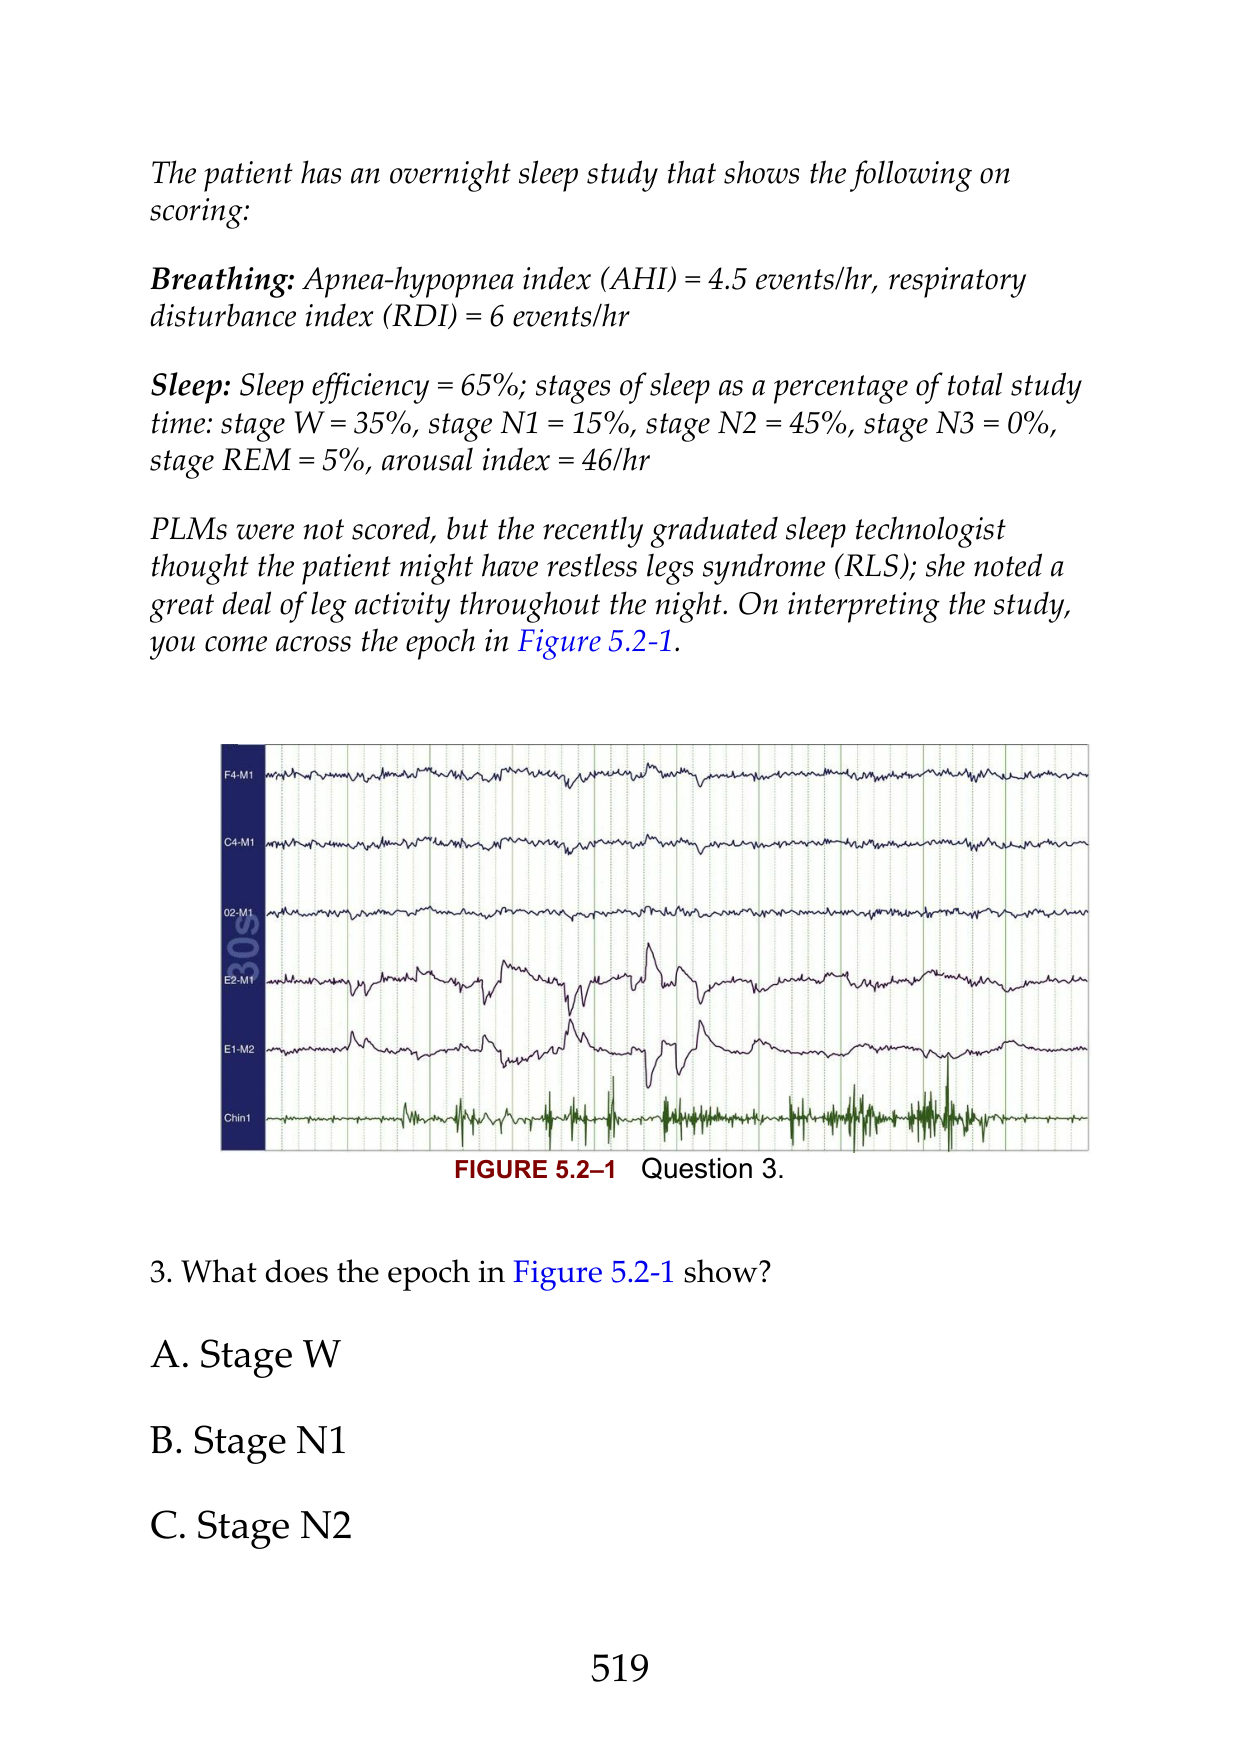 The patient has an overnight sleep study that shows the following on
scoring:
Breathing: Apnea-hypopnea index (AHI) = 4.5 events/hr, respiratory
disturbance index (RDI) = 6 events/hr
Sleep: Sleep efficiency = 65%; stages of sleep as a percentage of total study
time: stage W = 35%, stage N1 = 15%, stage N2 = 45%, stage N3 = 0%,
stage REM = 5%, arousal index = 46/hr
PLMs were not scored, but the recently graduated sleep technologist
thought the patient might have restless legs syndrome (RLS); she noted a
great deal of leg activity throughout the night. On interpreting the study,
you come across the epoch in Figure 5.2-1.
F4-M1
C4-M1
02-M1
30s
E2-M1
E1-M2
Chin1
FIGURE 5.2–1 Question 3.
3. What does the epoch in Figure 5.2-1 show?
A. Stage W
B. Stage N1
C. Stage N2
519